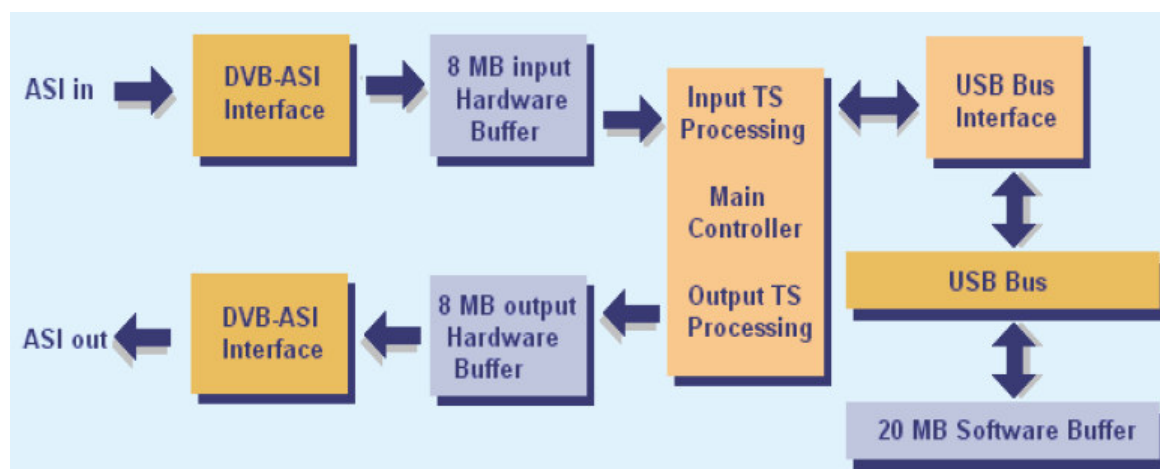 ASI in
DVB-ASI
Interface
8 MB input
Hardware
Buffer
Input TS
Processing
Main
Controller
Output TS
Processing
USB Bus
Interface
USB Bus
20 MB Software Buffer
8 MB output
Hardware
Buffer
DVB-ASI
Interface
ASI out